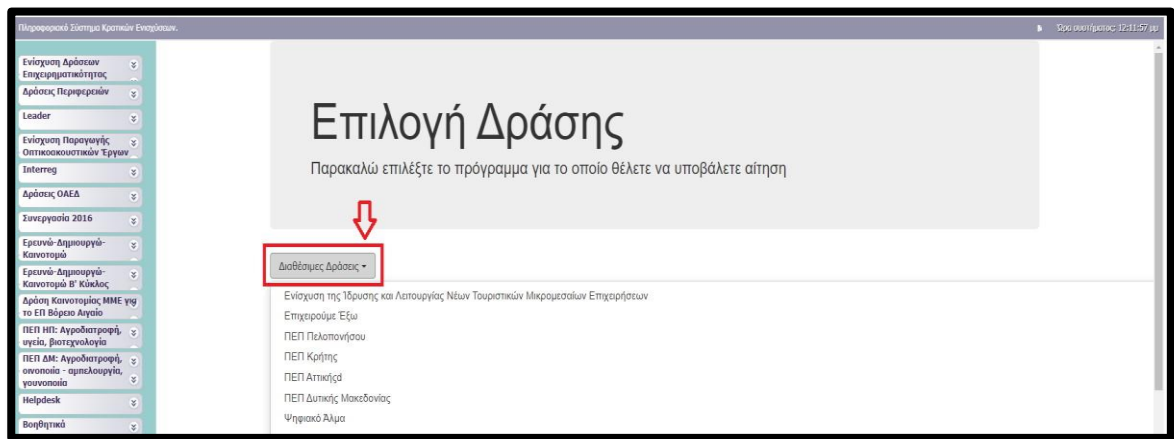 Πληροφοριακό Σύστημα Κρατικών Ενισχύσεων.
Ώρα συστήματος: 12:11:57 μμ
Ενίσχυση Δράσεων
Επιχειρηματικότητας
Δράσεις Περιφερειών
Leader
Ενίσχυση Παραγωγής
Οπτικοακουστικών Έργων
Interreg
Δράσεις ΟΑΕΔ
Συνεργασία 2016
Ερευνώ-Δημιουργώ-
Καινοτομώ
Ερευνώ-Δημιουργώ-
Καινοτομώ Β' Κύκλος
Δράση Καινοτομίας ΜΜΕ για
το ΕΠ Βόρειο Αιγαίο
ΠΕΠ ΗΠ: Αγροδιατροφή,
υγεία, βιοτεχνολογία
ΠΕΠ ΔΜ: Αγροδιατροφή,
οινοποιία - αμπελουργία,
γουνοποιία
Helpdesk
Βοηθητικά
Επιλογή Δράσης
Παρακαλώ επιλέξτε το πρόγραμμα για το οποίο θέλετε να υποβάλετε αίτηση
Διαθέσιμες Δράσεις
Ενίσχυση της Ίδρυσης και Λειτουργίας Νέων Τουριστικών Μικρομεσαίων Επιχειρήσεων
Επιχειρούμε Έξω
ΠΕΠ Πελοπονήσου
ΠΕΠ Κρήτης
ΠΕΠ Αττικήςd
ΠΕΠ Δυτικής Μακεδονίας
Ψηφιακό Άλμα